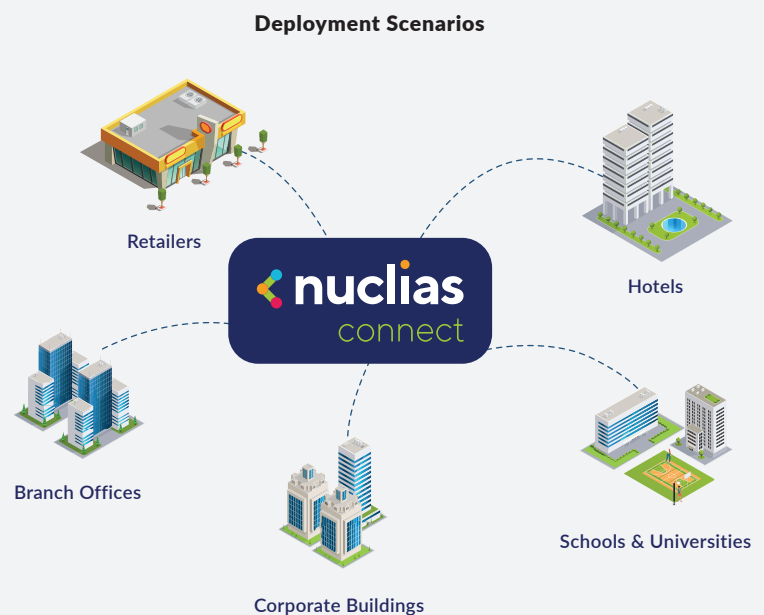 Deployment Scenarios
Retailers
Hotels
nuclias
connect
Branch Offices
Schools & Universities
Corporate Buildings